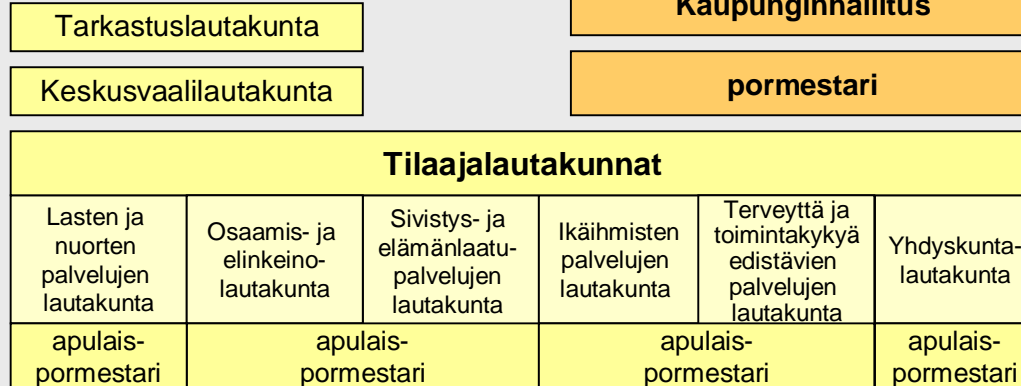 Tarkastuslautakunta
Kaupunginhallitus
Keskusvaalilautakunta
pormestari
Tilaajalautakunnat
Lasten ja
nuorten
palvelujen
lautakunta
Osaamis- ja
elinkeino-
lautakunta
Sivistys- ja
elämänlaatu-
palvelujen
lautakunta
Ikäihmisten
palvelujen
lautakunta
Terveyttä ja
toimintakykyä
edistävien
palvelujen
lautakunta
Yhdyskunta-
lautakunta
apulais-
pormestari
apulais-
pormestari
apulais-
pormestari
apulais-
pormestari